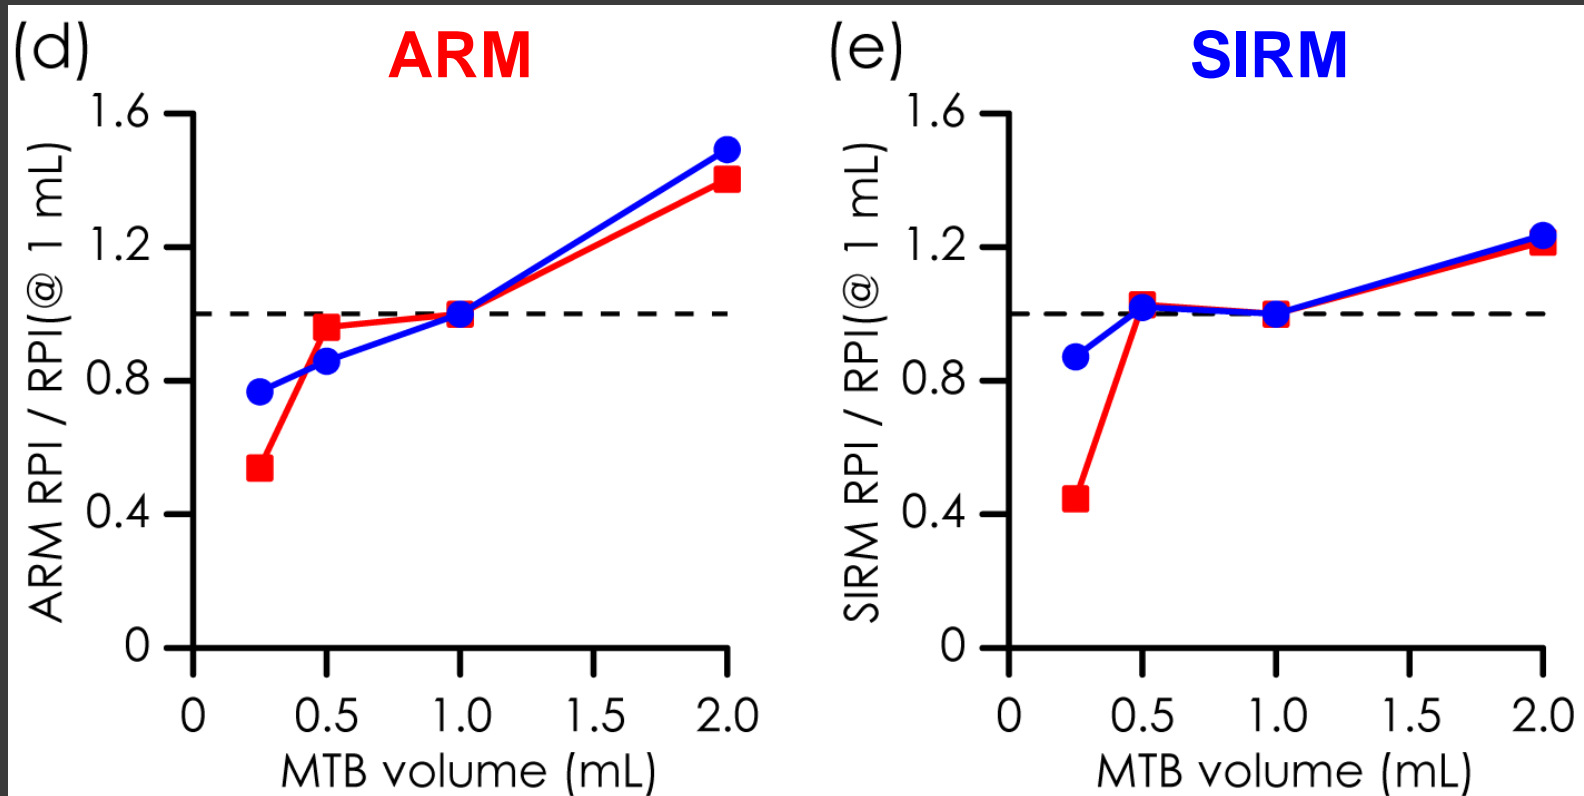 (d)
ARM
ARM RPI / RPI(@ 1 mL)
1.6
1.2
0.8
0.4
0
0 0.5 1.0 1.5 2.0
MTB volume (mL)
(e)
SIRM
SIRM RPI / RPI(@ 1 mL)
1.6
1.2
0.8
0.4
0
0 0.5 1.0 1.5 2.0
MTB volume (mL)